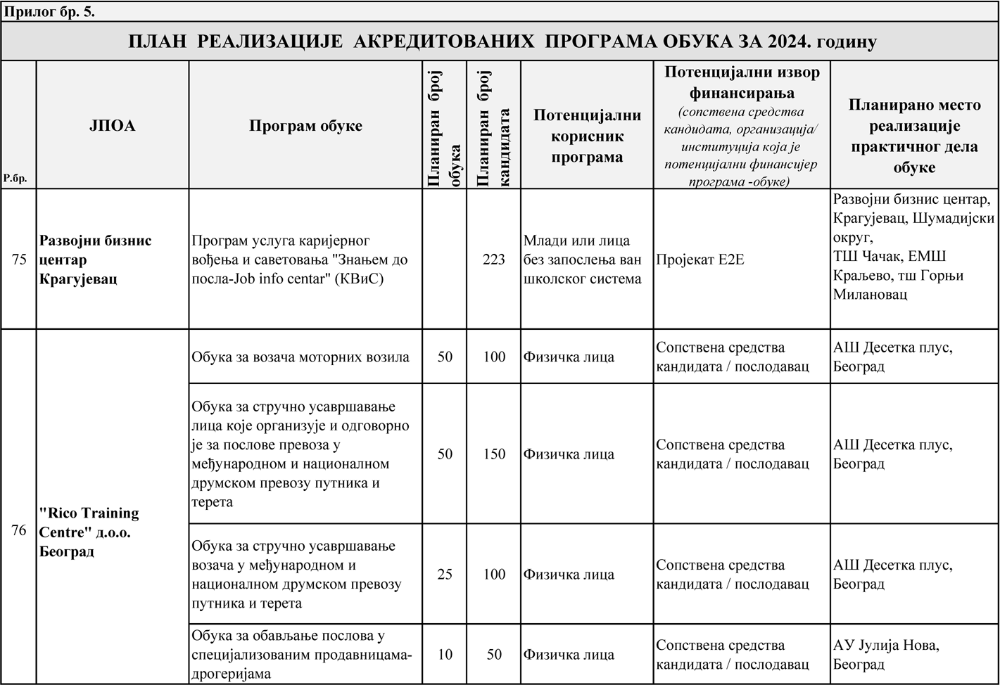 Прилог бр. 5.
ПЛАН РЕАЛИЗАЦИЈЕ АКРЕДИТОВАНИХ ПРОГРАМА ОБУКА ЗА 2024. годину
Р.бр.
ЈПОА
Програм обуке
Планиран број
обука
Планиран број
кандидата
Потенцијални
корисник
програма
Потенцијални извор
финансирања
(сопствена средства
кандидата, организација/
институција која је
потенцијални финансијер
програма -обуке)
Планирано место
реализације
практичног дела
обуке
75
Развојни бизнис
центар
Крагујевац
Програм услуга каријерног
вођења и саветовања "Знањем до
посла-Job info centar" (КВиС)
223
Млади или лица
без запослења ван
школског система
Пројекат Е2Е
Развојни бизнис центар,
Крагујевац, Шумадијски
округ,
ТШ Чачак, ЕМШ
Краљево, тш Горњи
Милановац
76
"Rico Training
Centre" д.о.о.
Београд
Обука за возача моторних возила
50
100
Физичка лица
Сопствена средства
кандидата / послодавац
АШ Десетка плус,
Београд
Обука за стручно усавршавање
лица које организује и одговорно
је за послове превоза у
међународном и националном
друмском превозу путника и
терета
50
150
Физичка лица
Сопствена средства
кандидата / послодавац
АШ Десетка плус,
Београд
Обука за стручно усавршавање
возача у међународном и
националном друмском превозу
путника и терета
25
100
Физичка лица
Сопствена средства
кандидата / послодавац
АШ Десетка плус,
Београд
Обука за обављање послова у
специјализованим продавницама-
дрогеријама
10
50
Физичка лица
Сопствена средства
кандидата / послодавац
АУ Јулија Нова,
Београд